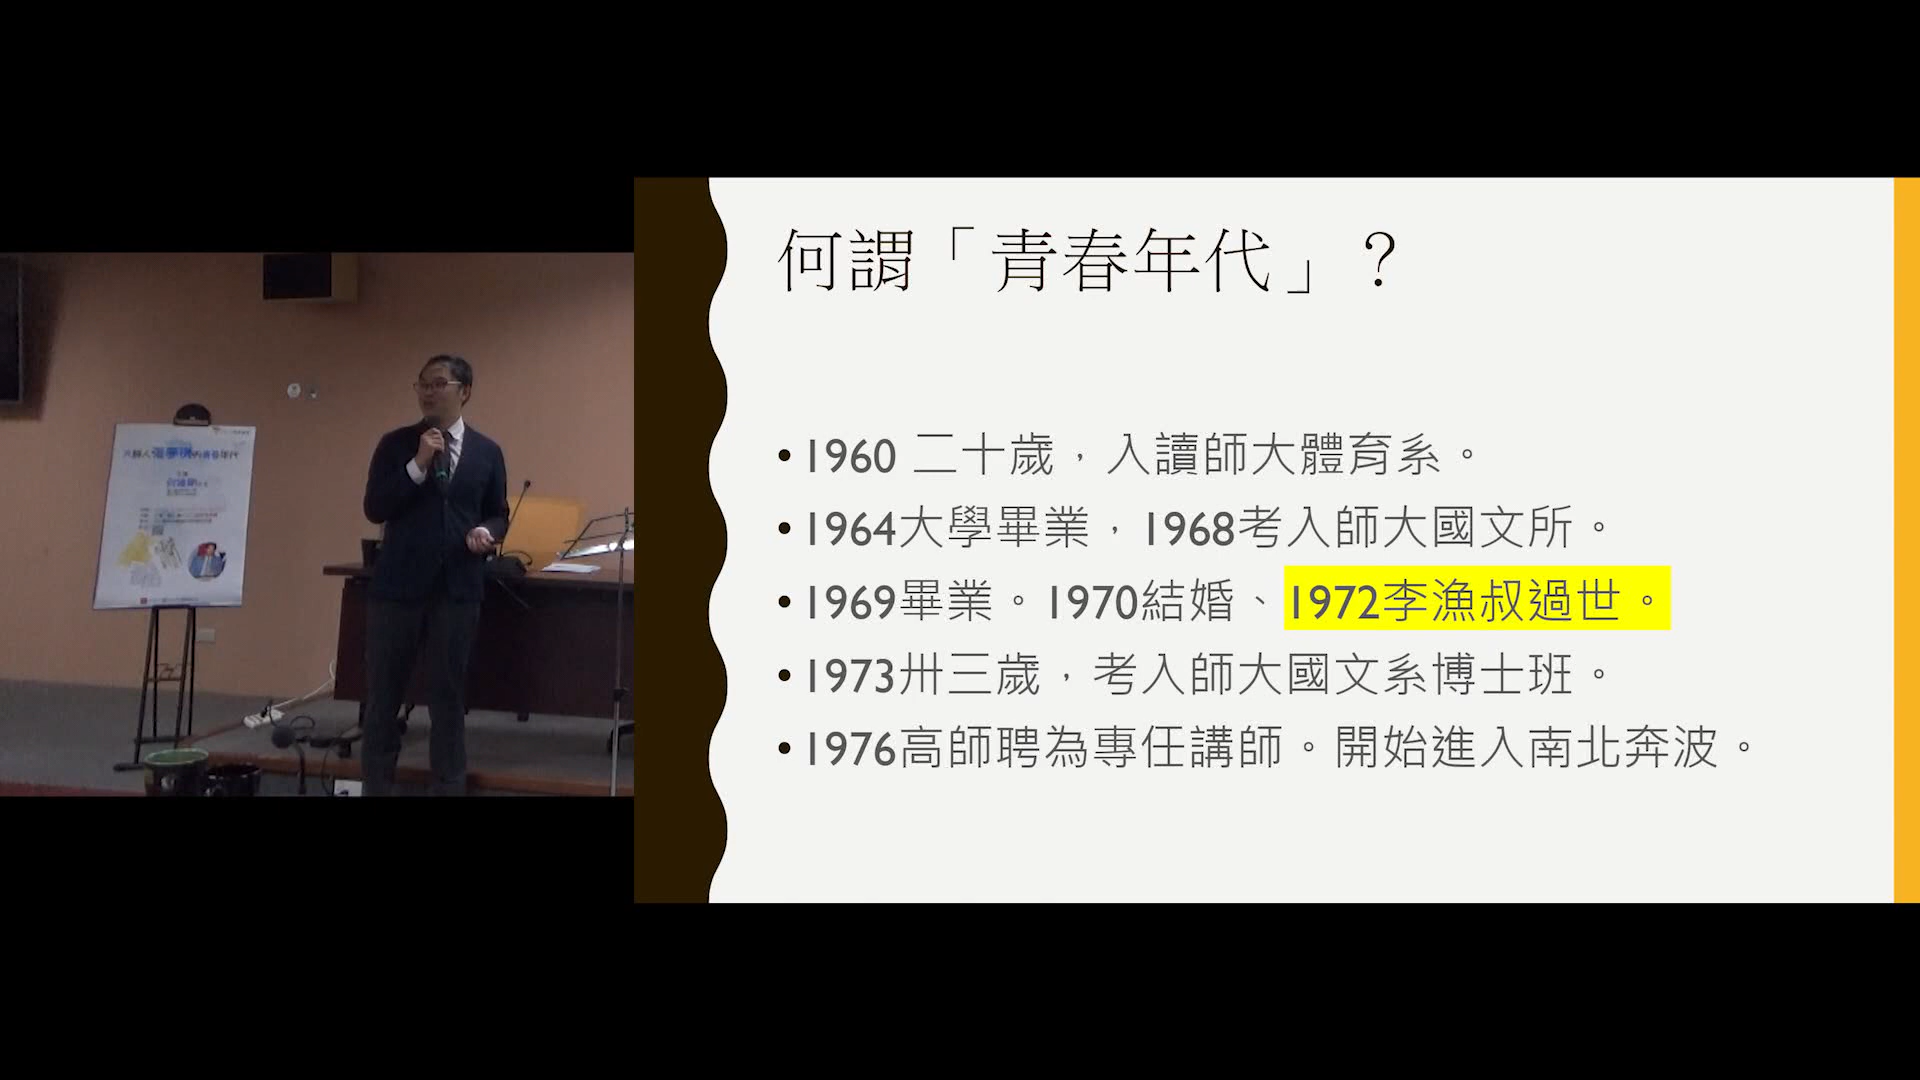 何謂「青春年代」？
•1960 二十歲，入讀師大體育系。
•1964大學畢業，1968考入師大國文所。
•1969畢業。1970結婚、1972李漁叔過世。
•1973卅三歲，考入師大國文系博士班。
•1976高師聘為專任講師。開始進入南北奔波。